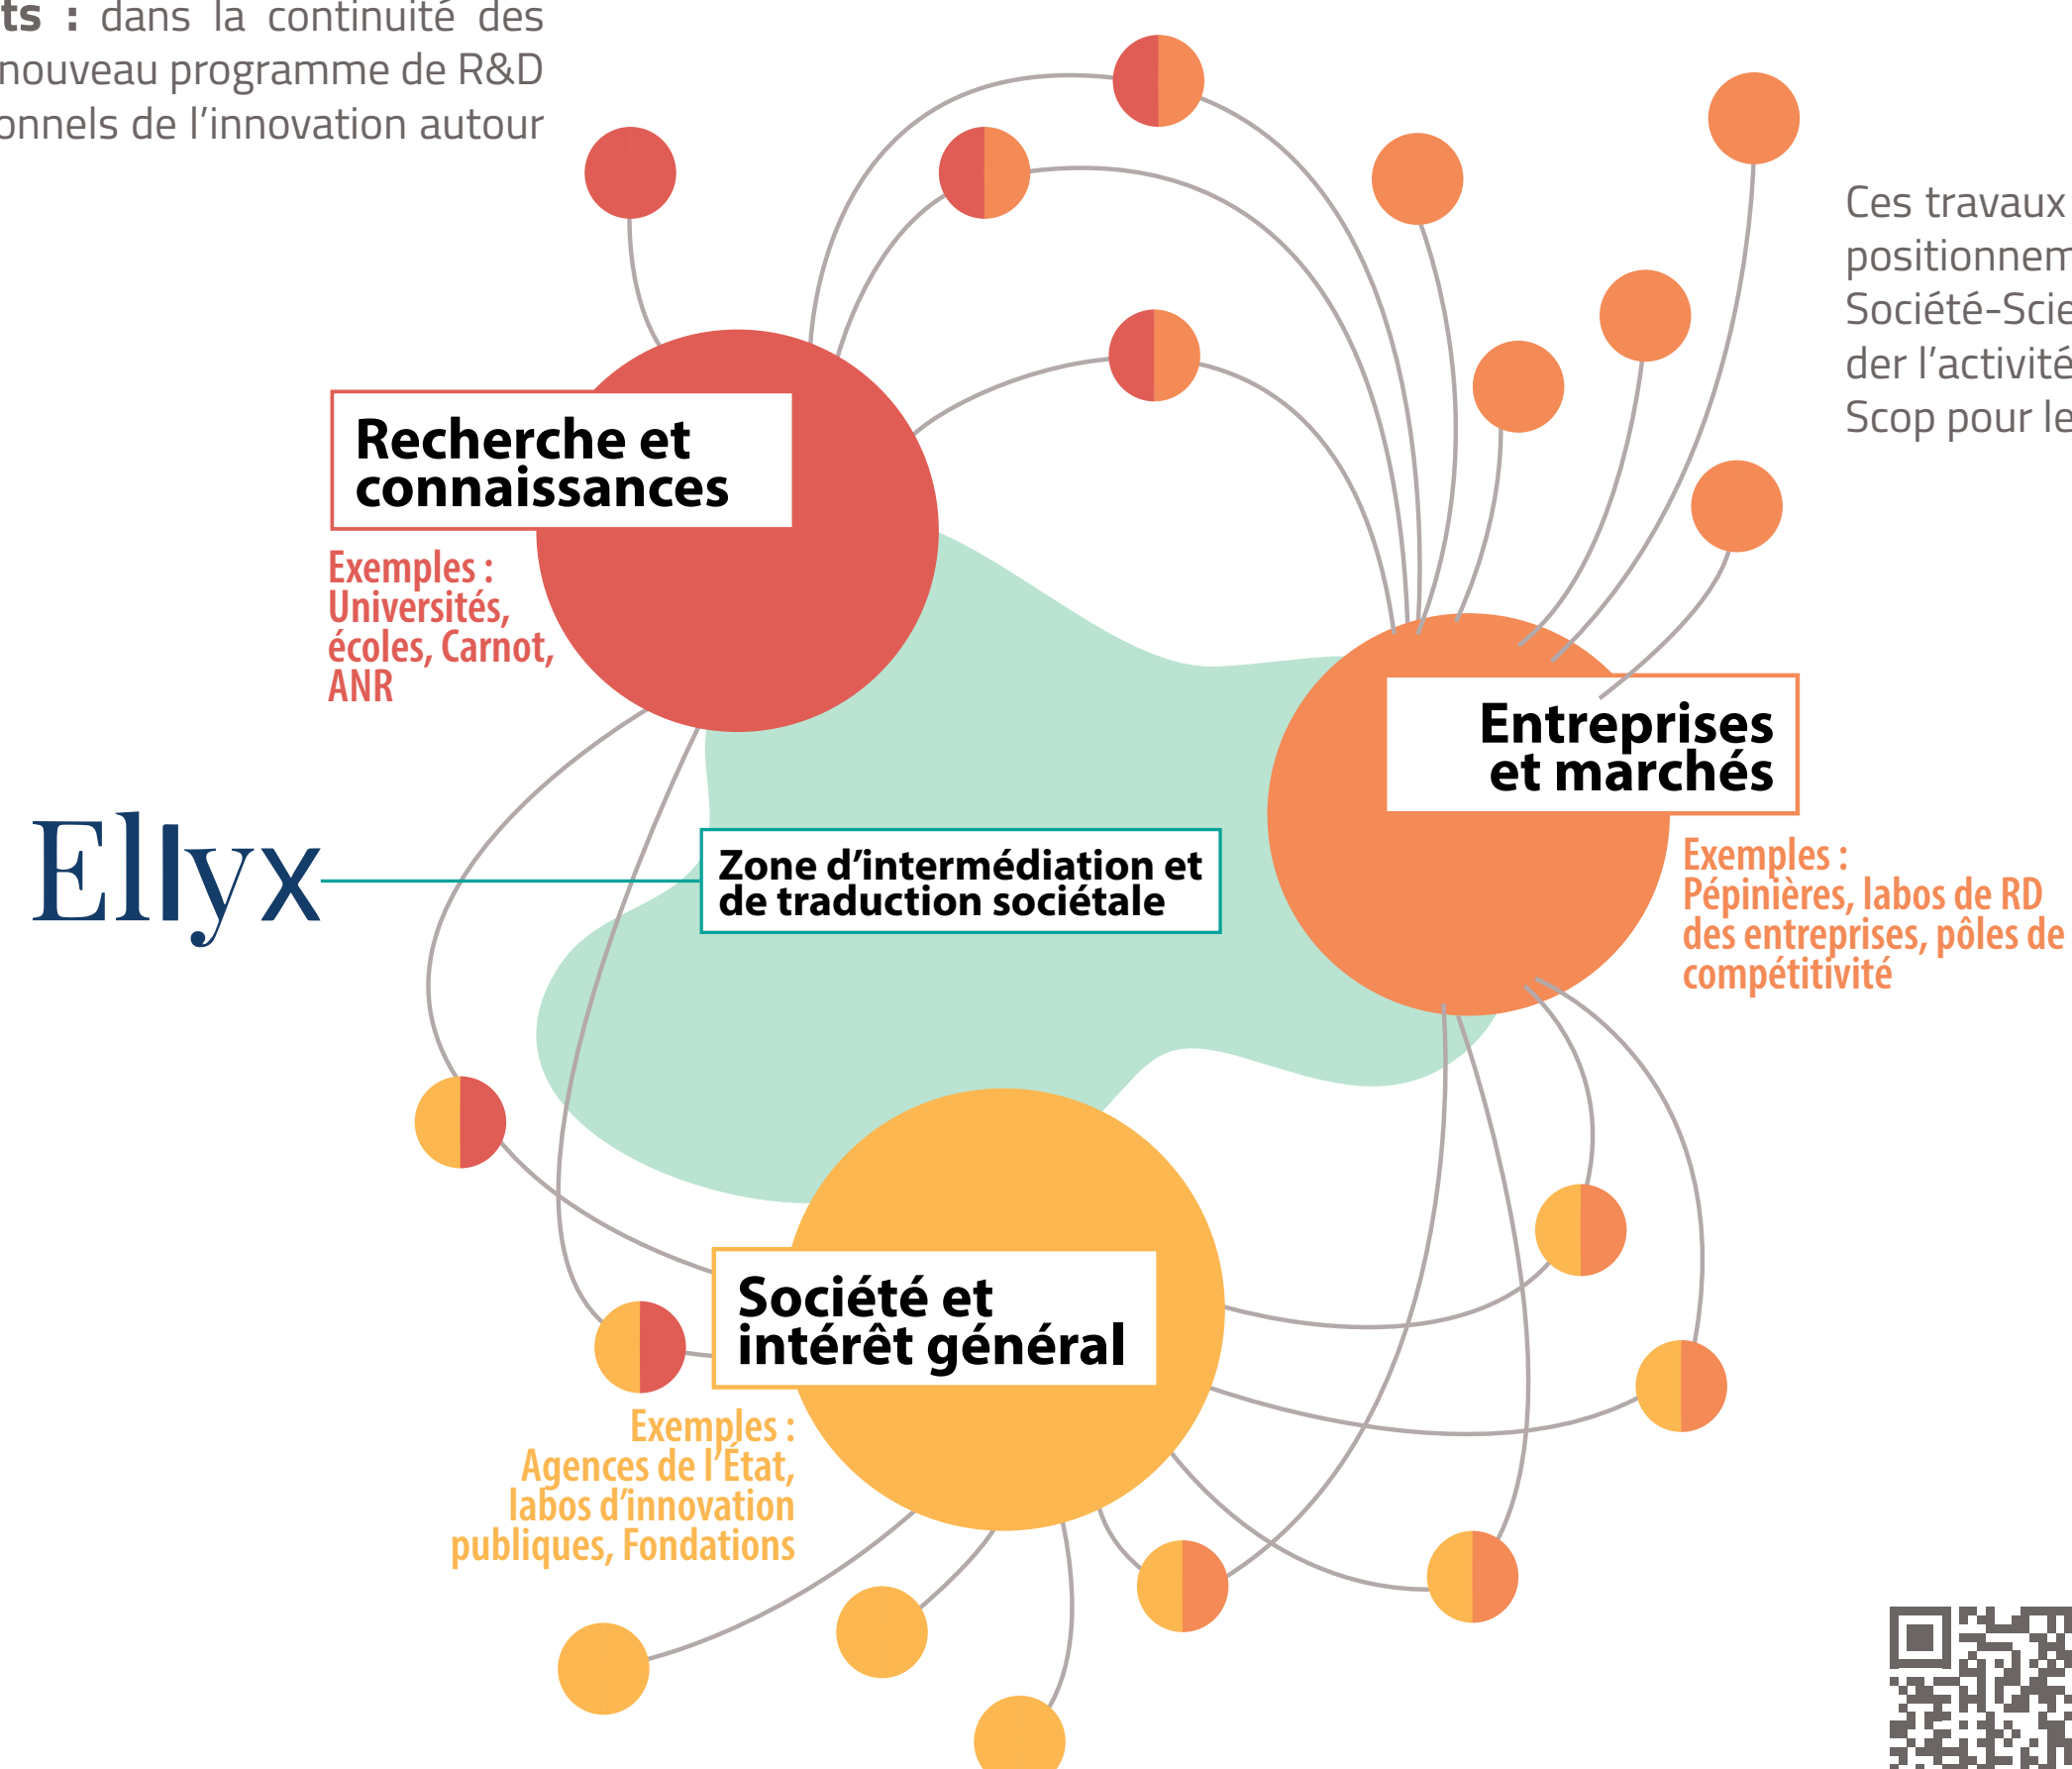 ts : dans la continuité des
nouveau programme de R&D
onnels de l’innovation autour
Ces travaux
positionnem
Société-Scie
der l’activité
Scop pour le
Recherche et
connaissances
Exemples :
Universités,
écoles, Carnot,
ANR
Entreprises
et marchés
Exemples :
Pépinières, labos de RD
des entreprises, pôles de
compétitivité
Ellyx
Zone d’intermédiation et
de traduction sociétale
Société et
intérêt général
Exemples :
Agences de l’État,
labos d’innovation
publiques, Fondations